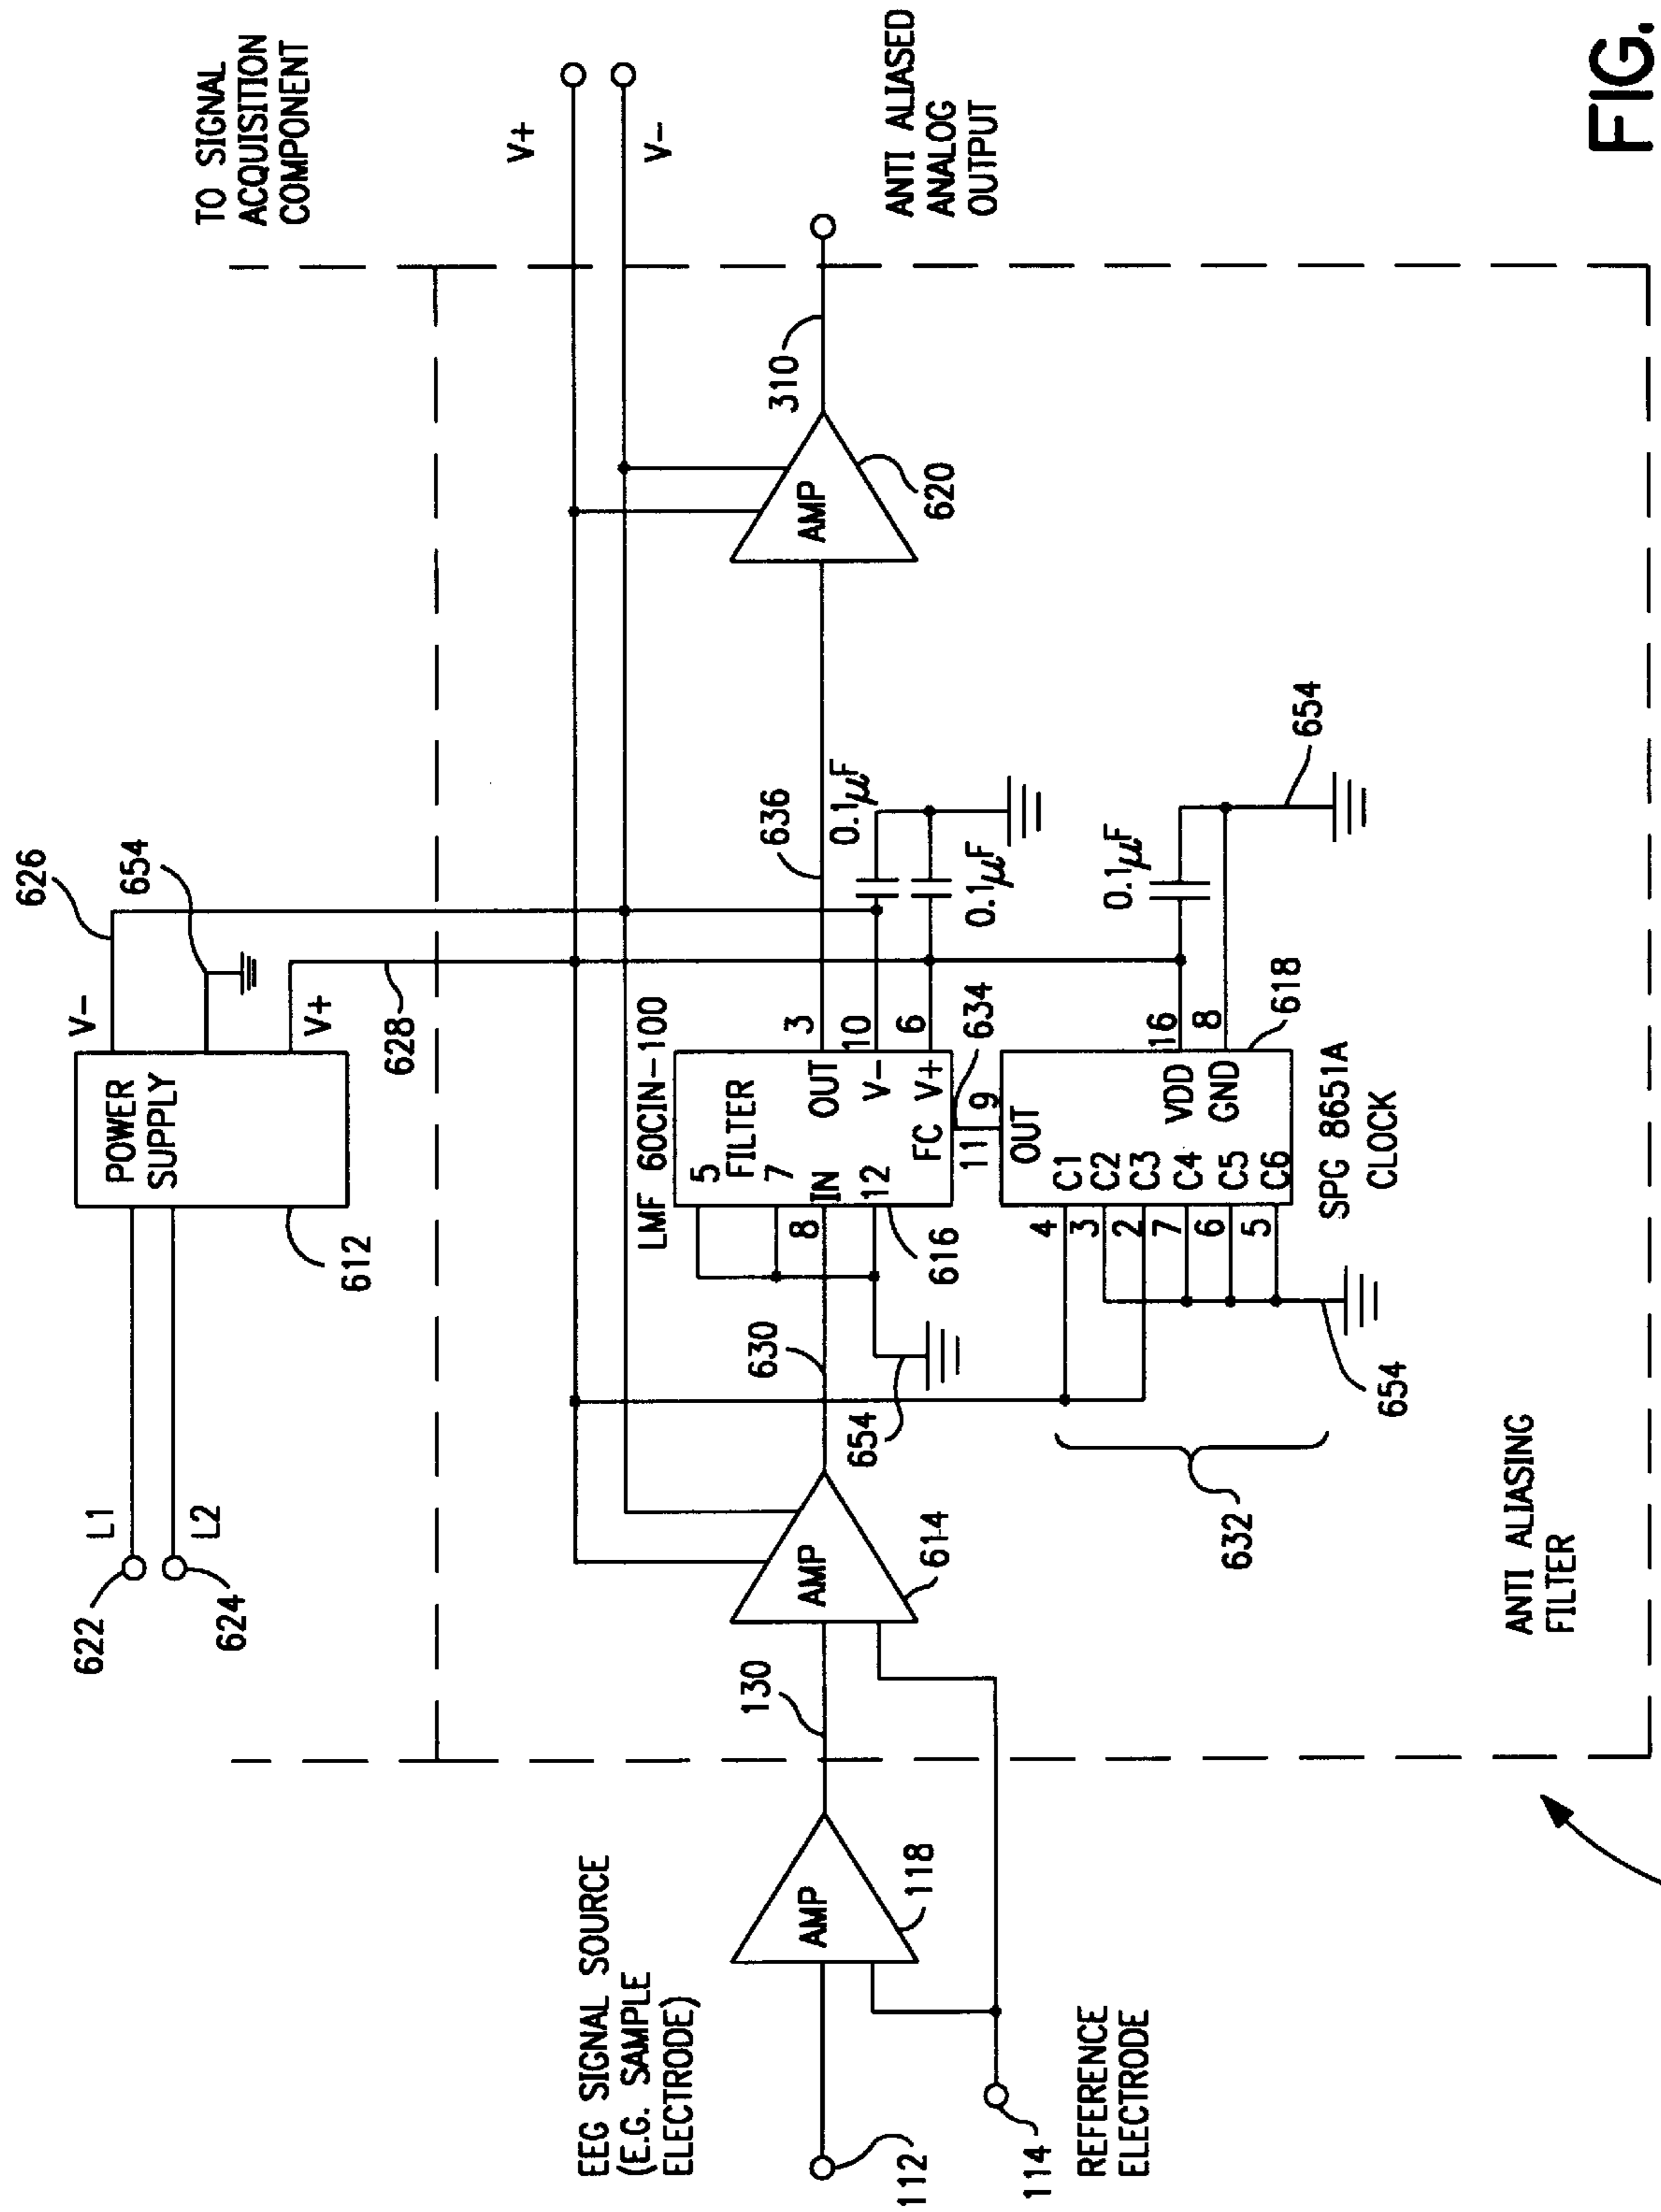 TO SIGNAL
ACQUISITION
COMPONENT
V+
V-
ANTI ALIASED
ANALOG
OUTPUT
FIG.
626
654
V-
V+
POWER
SUPPLY
612
628
L1
L2
622
624
310
AMP
620
636
0.1µF
0.1µF
0.1µF
654
LMF 60CIN-100
5
FILTER
7
IN
8
12
OUT
V-
V+
FC
3
10
6
634
616
11
9
OUT
C1
C2
C3
C4
C5
C6
VDD
GND
16
8
618
4
3
2
7
6
5
SPG 8651A
CLOCK
630
654
654
632
AMP
614
130
ANTI ALIASING
FILTER
EEG SIGNAL SOURCE
(E.G. SAMPLE
ELECTRODE)
AMP
118
112
114
REFERENCE
ELECTRODE